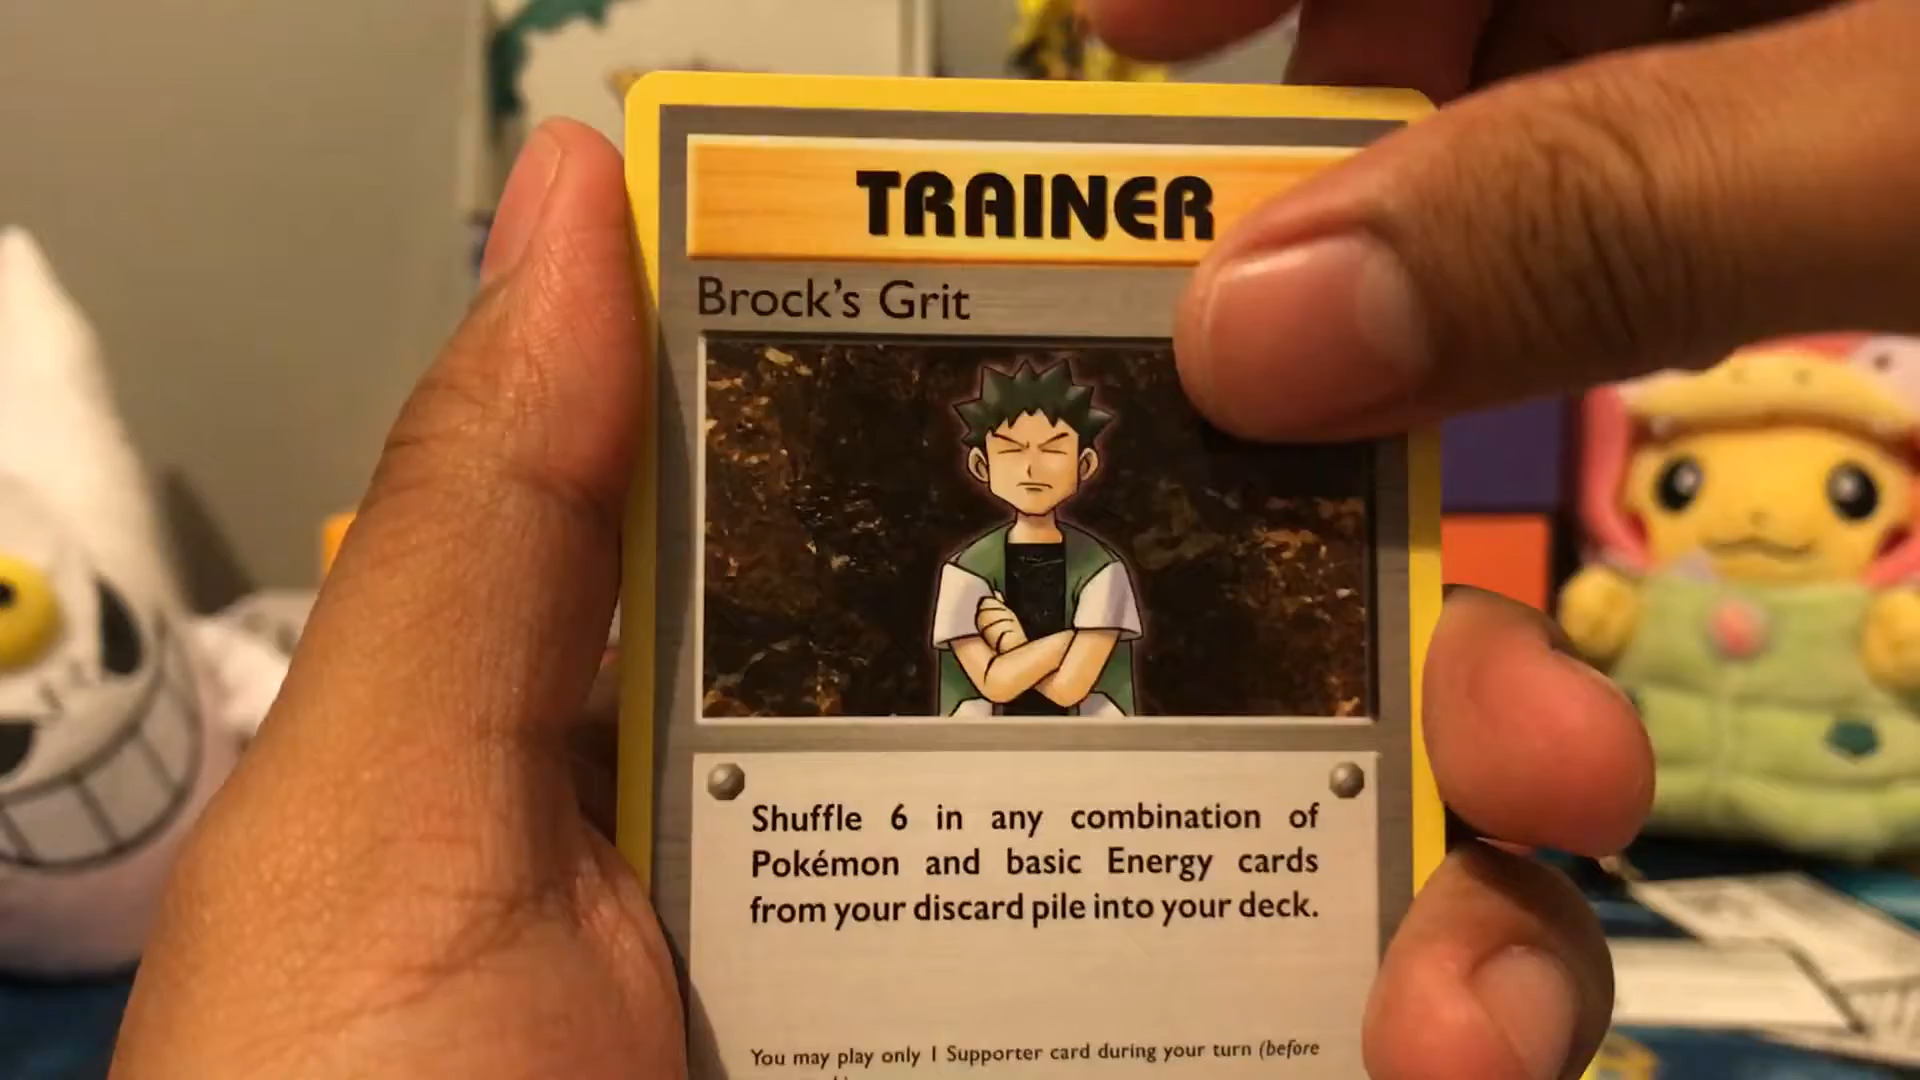 TRAINER
Brock's Grit
Shuffle 6 in any combination of
Pokémon and basic Energy cards
from your discard pile into your deck.
You may play only 1 Supporter card during your turn (before